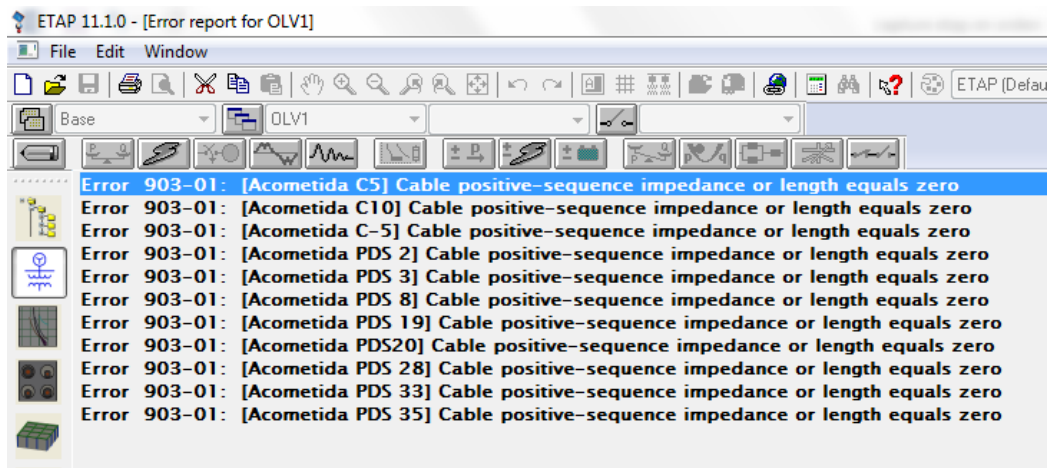 ETAP 11.1.0 - [Error report for OLV1]
File Edit Window
ETAP (Defau
Base OLV1
Error 903-01: [Acometida C5] Cable positive-sequence impedance or length equals zero
Error 903-01: [Acometida C10] Cable positive-sequence impedance or length equals zero
Error 903-01: [Acometida C-5] Cable positive-sequence impedance or length equals zero
Error 903-01: [Acometida PDS 2] Cable positive-sequence impedance or length equals zero
Error 903-01: [Acometida PDS 3] Cable positive-sequence impedance or length equals zero
Error 903-01: [Acometida PDS 8] Cable positive-sequence impedance or length equals zero
Error 903-01: [Acometida PDS 19] Cable positive-sequence impedance or length equals zero
Error 903-01: [Acometida PDS20] Cable positive-sequence impedance or length equals zero
Error 903-01: [Acometida PDS 28] Cable positive-sequence impedance or length equals zero
Error 903-01: [Acometida PDS 33] Cable positive-sequence impedance or length equals zero
Error 903-01: [Acometida PDS 35] Cable positive-sequence impedance or length equals zero